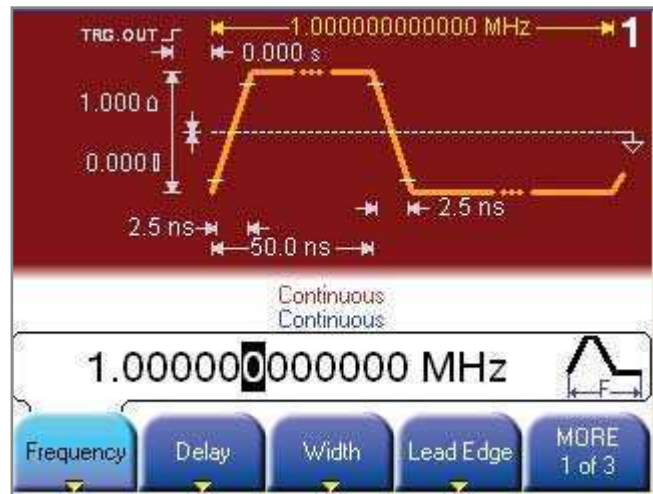 TRG.OUT
1.000000000000 MHz
1
0.000 s
1.000
0.000
2.5 ns
2.5 ns
50.0 ns
Continuous
Continuous
1.000000000000 MHz
F
Frequency
Delay
Width
Lead Edge
MORE
1 of 3